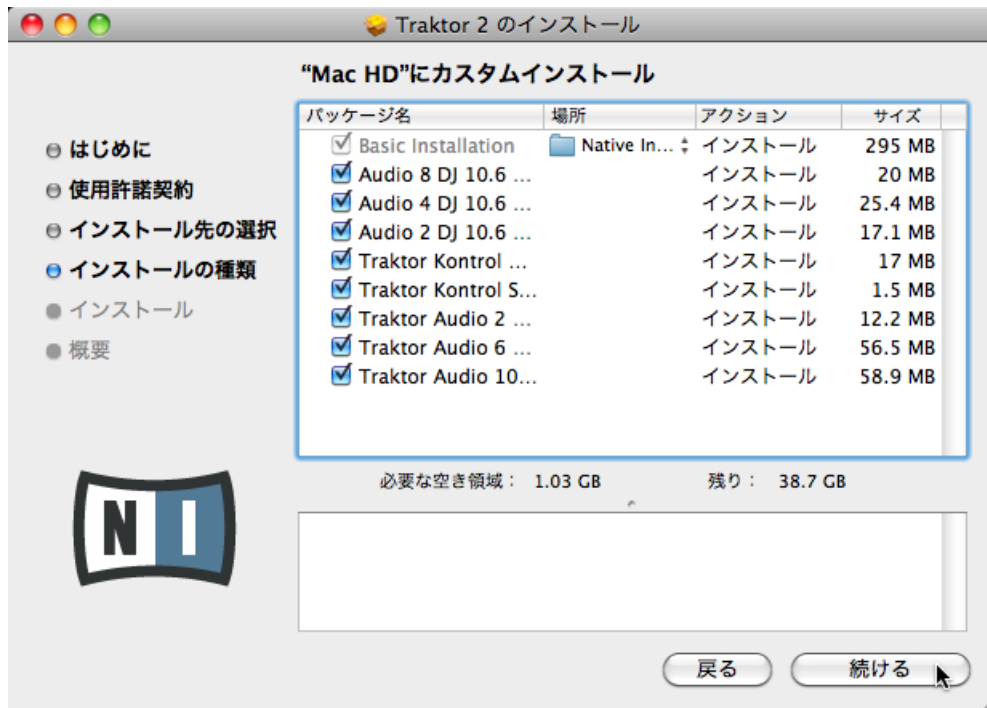 Traktor 2 のインストール
“Mac HD”にカスタムインストール
はじめに
使用許諾契約
インストール先の選択
インストールの種類
インストール
概要
パッケージ名 場所 アクション サイズ
Basic Installation Native In... インストール 295 MB
Audio 8 DJ 10.6 ... インストール 20 MB
Audio 4 DJ 10.6 ... インストール 25.4 MB
Audio 2 DJ 10.6 ... インストール 17.1 MB
Traktor Kontrol ... インストール 17 MB
Traktor Kontrol S... インストール 1.5 MB
Traktor Audio 2 ... インストール 12.2 MB
Traktor Audio 6 ... インストール 56.5 MB
Traktor Audio 10... インストール 58.9 MB
必要な空き領域： 1.03 GB 残り： 38.7 GB
NI
戻る 続ける